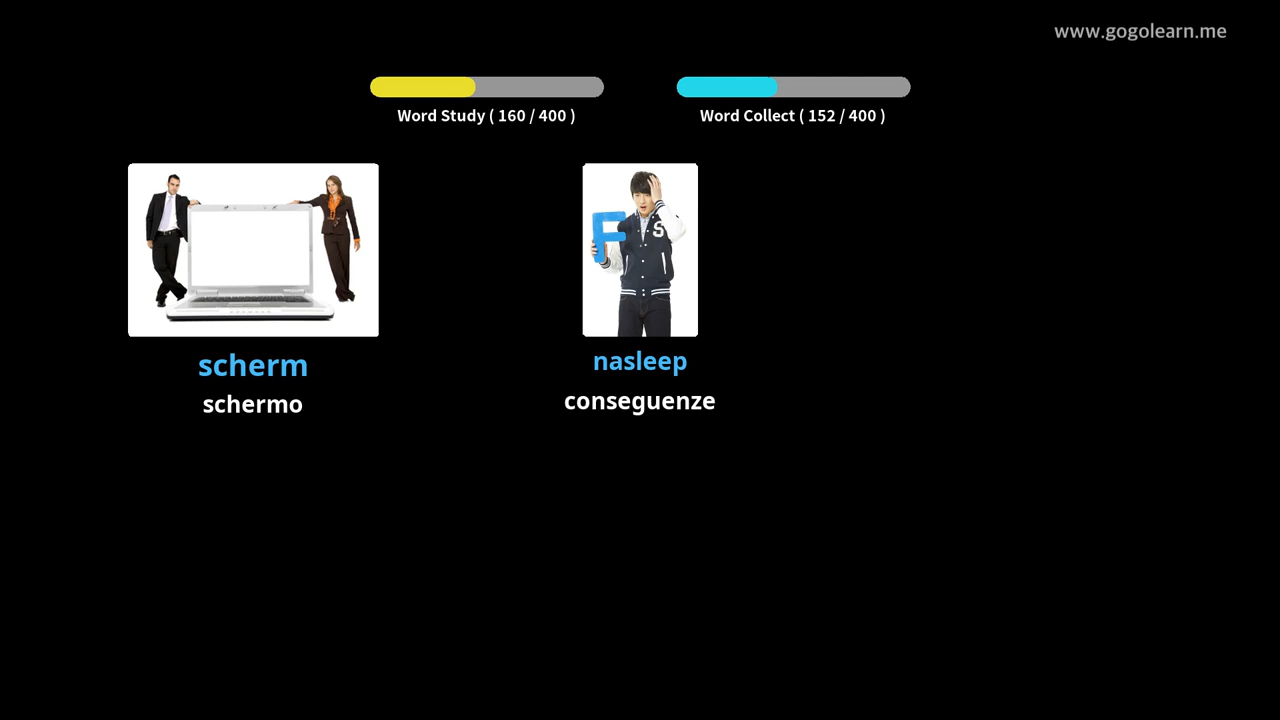 www.gogolearn.me
Word Study ( 160 / 400 )
Word Collect ( 152 / 400 )
F
S
scherm
schermo
nasleep
conseguenze